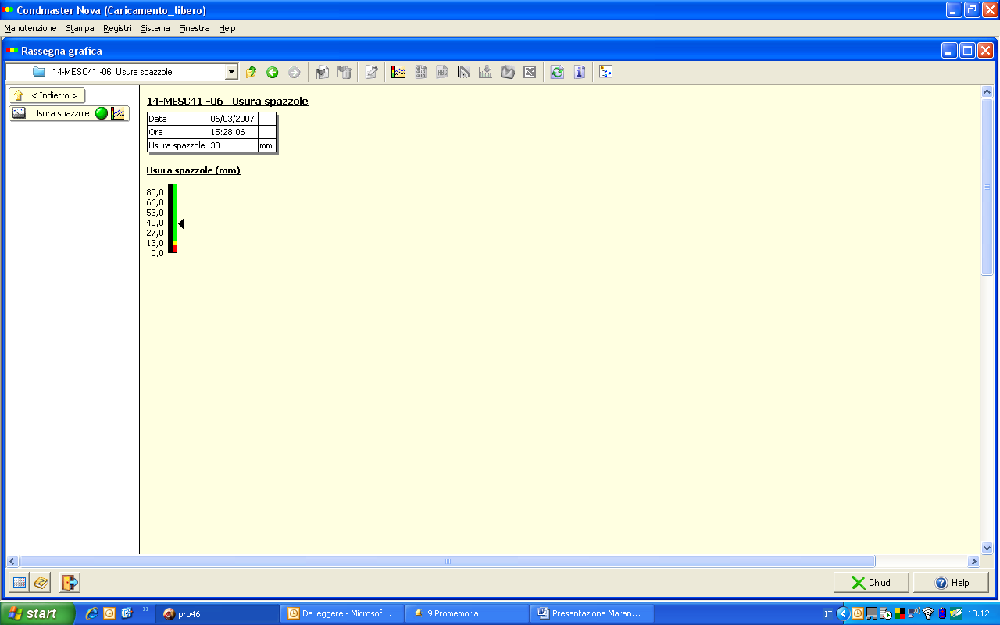 Condmaster Nova (Caricamento_libero)
Manutenzione Stampa Registri Sistema Finestra Help
Rassegna grafica
14-MESC41 -06 Usura spazzole
< Indietro >
Usura spazzole
14-MESC41 -06 Usura spazzole
Data 06/03/2007
Ora 15:28:06
Usura spazzole 38 mm
Usura spazzole (mm)
80,0
66,0
53,0
40,0
27,0
13,0
0,0
Chiudi Help
start pro46 Da leggere - Microsof... 9 Promemoria Presentazione Maran... IT 10.12